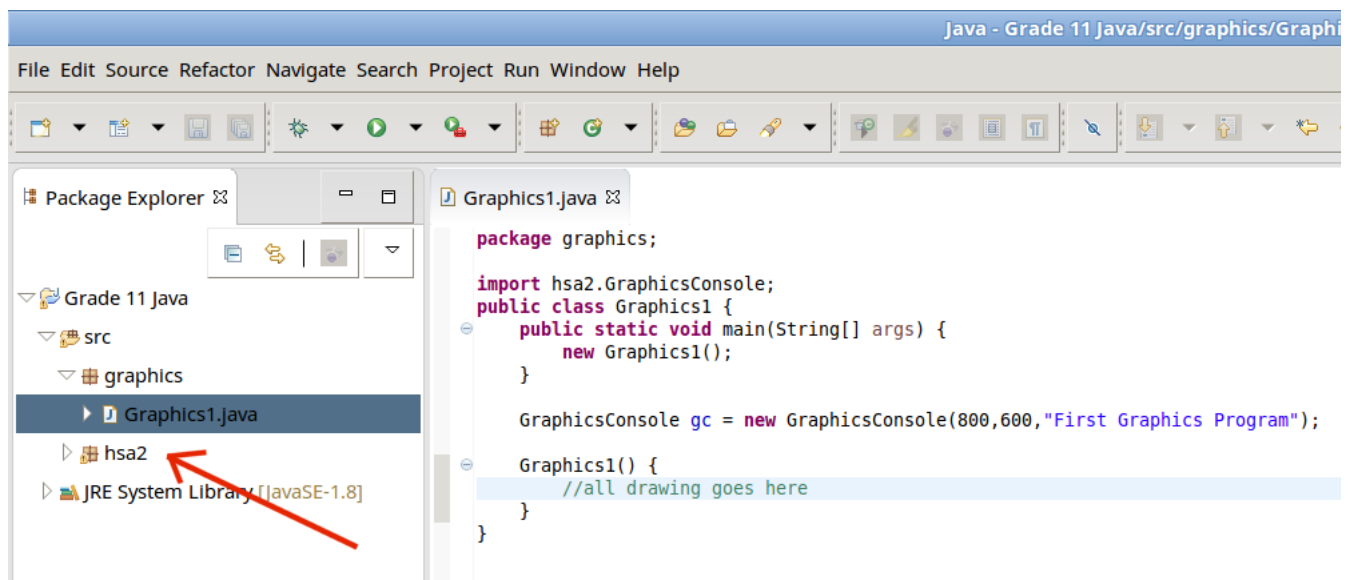 Java - Grade 11 Java/src/graphics/Graphi
File Edit Source Refactor Navigate Search Project Run Window Help
Package Explorer
Grade 11 Java
src
graphics
Graphics1.java
hsa2
JRE System Library [JavaSE-1.8]
Graphics1.java
package graphics;
import hsa2.GraphicsConsole;
public class Graphics1 {
public static void main(String[] args) {
new Graphics1();
}
GraphicsConsole gc = new GraphicsConsole(800,600,"First Graphics Program");
Graphics1() {
//all drawing goes here
}
}